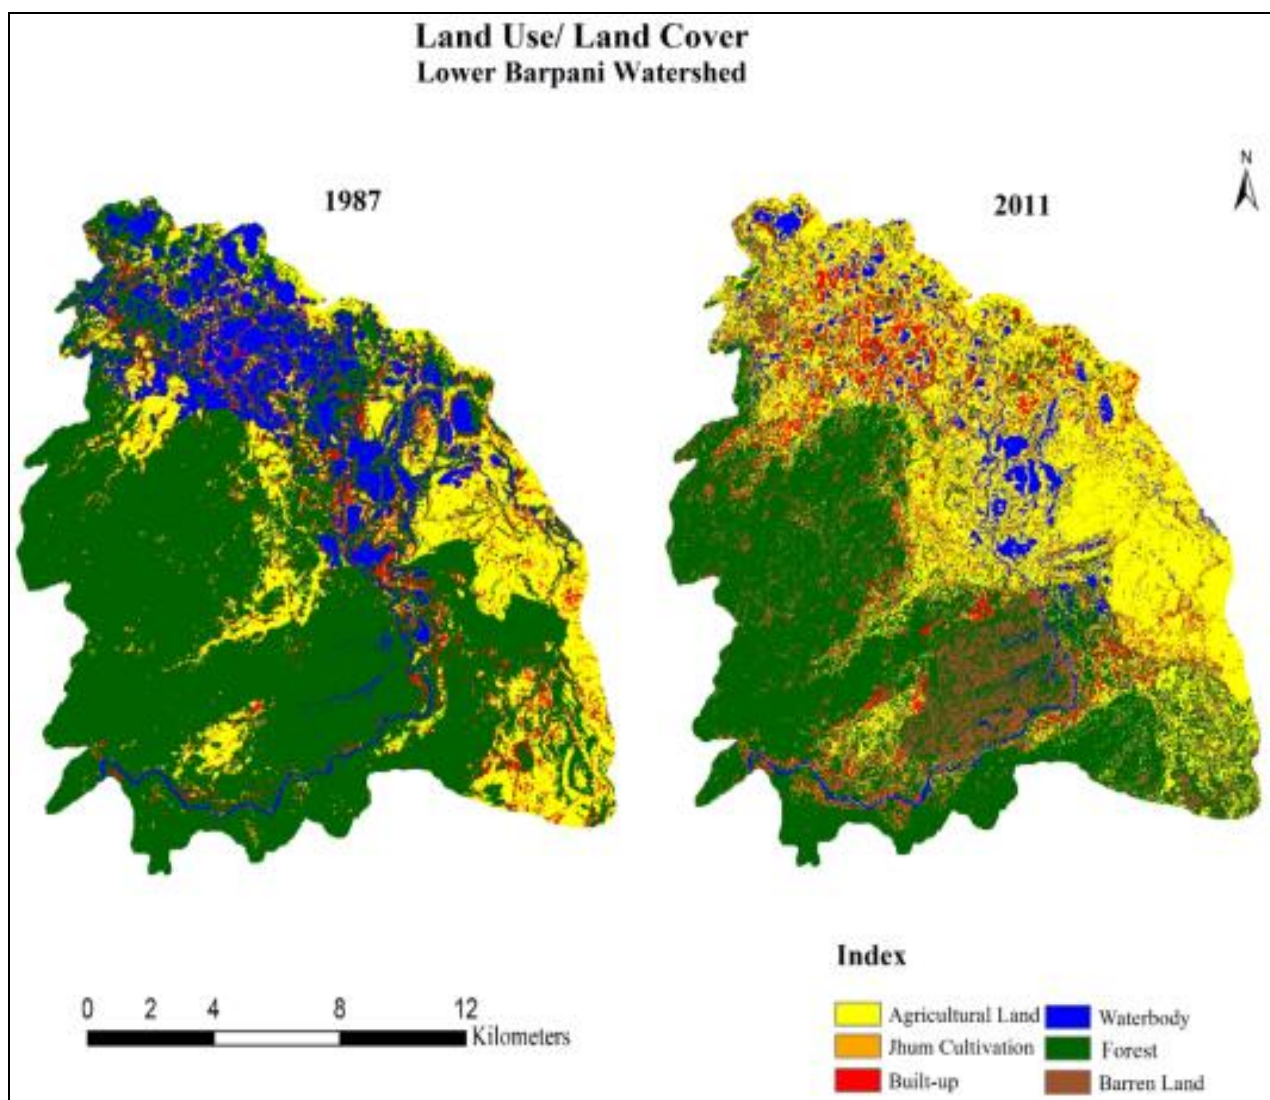 Land Use/ Land Cover
Lower Barpani Watershed
N
1987
2011
Index
0 2 4 8 12
Kilometers
Agricultural Land
Waterbody
Jhum Cultivation
Forest
Built-up
Barren Land